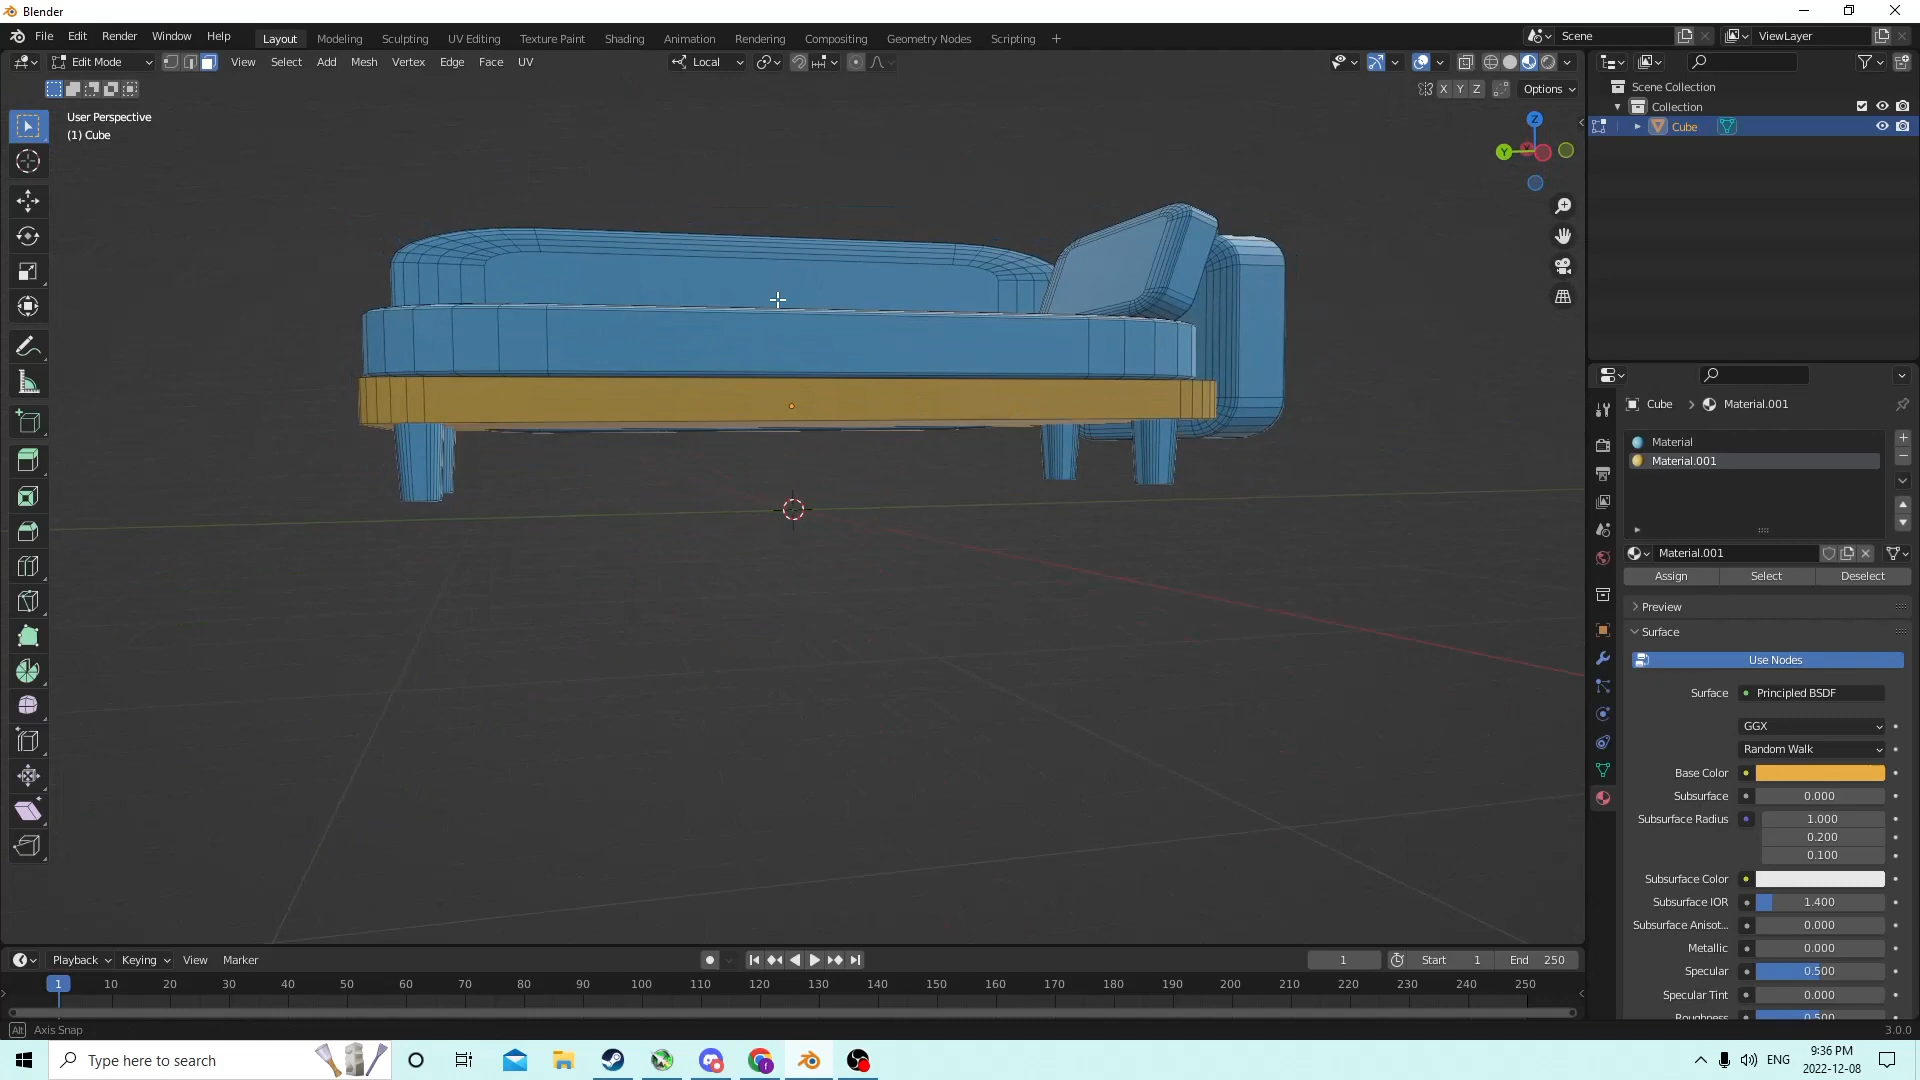 Blender
File Edit Render Window Help
Layout Modeling Sculpting UV Editing Texture Paint Shading Animation Rendering Compositing Geometry Nodes Scripting +
Scene
ViewLayer
Edit Mode
View Select Add Mesh Vertex Edge Face UV
Local
X Y Z
Options
User Perspective
(1) Cube
Z
Y
Scene Collection
Collection
Cube
Cube > Material.001
Material
Material.001
Material.001
Assign Select Deselect
Preview
Surface
Use Nodes
Surface Principled BSDF
GGX
Random Walk
Base Color
Subsurface 0.000
Subsurface Radius 1.000
0.200
0.100
Subsurface Color
Subsurface IOR 1.400
Subsurface Anisot... 0.000
Metallic 0.000
Specular 0.500
Specular Tint 0.000
Roughness 0.500
Playback Keying View Marker
1
Start 1
End 250
1 10 20 30 40 50 60 70 80 90 100 110 120 130 140 150 160 170 180 190 200 210 220 230 240 250
Alt Axis Snap
3.0.0
Type here to search
ENG
9:36 PM
2022-12-08